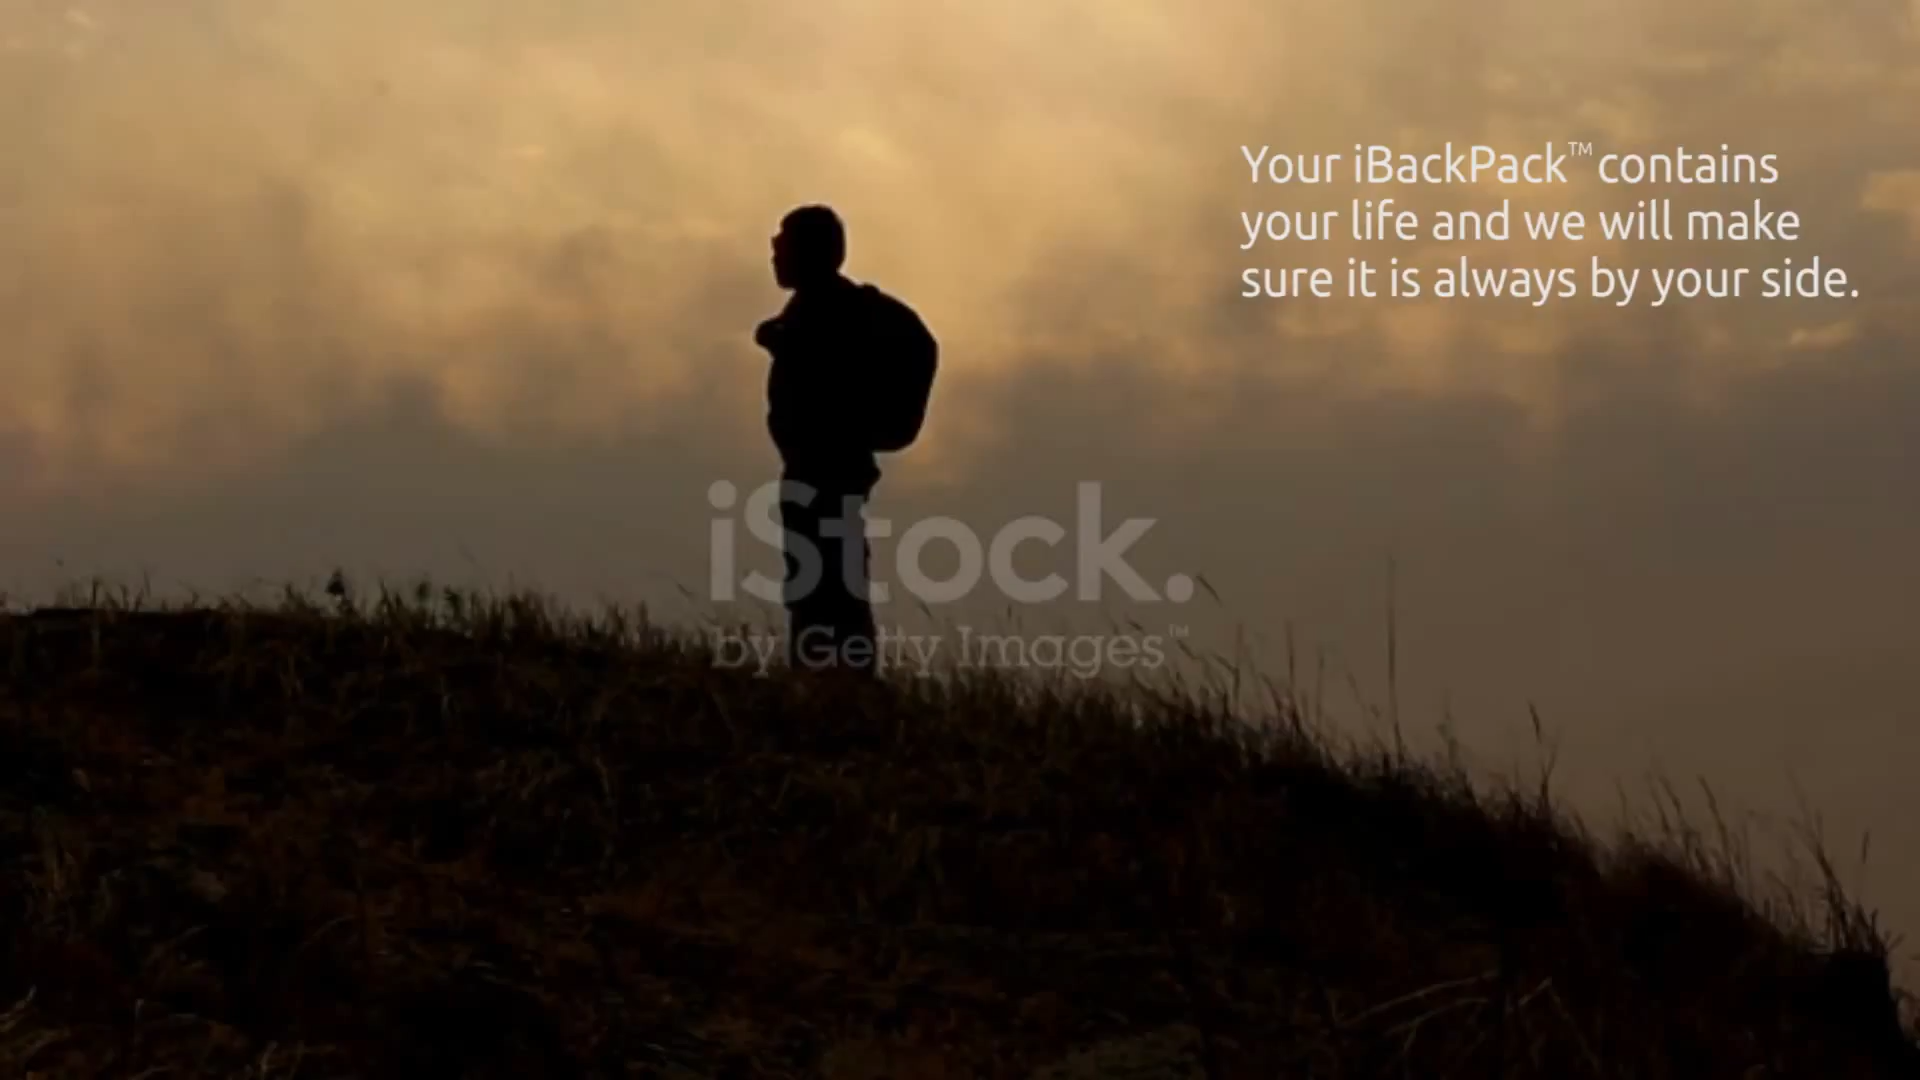 Your iBackPack™ contains
your life and we will make
sure it is always by your side.
iStock.
by Getty Images™